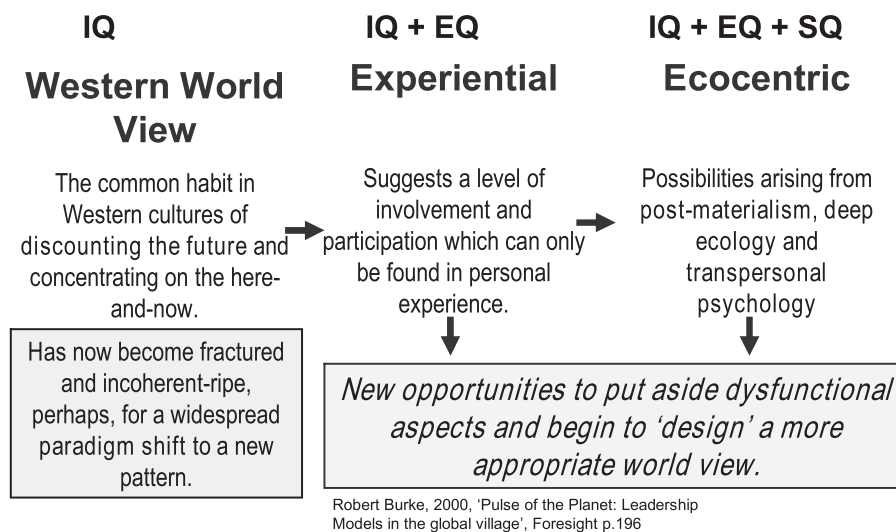 IQ
Western World
View
The common habit in
Western cultures of
discounting the future and
concentrating on the here-
and-now.
Has now become fractured
and incoherent-ripe,
perhaps, for a widespread
paradigm shift to a new
pattern.
IQ + EQ
Experiential
Suggests a level of
involvement and
participation which can only
be found in personal
experience.
IQ + EQ + SQ
Ecocentric
Possibilities arising from
post-materialism, deep
ecology and
transpersonal
psychology
New opportunities to put aside dysfunctional
aspects and begin to ‘design’ a more
appropriate world view.
Robert Burke, 2000, ‘Pulse of the Planet: Leadership
Models in the global village’, Foresight p.196